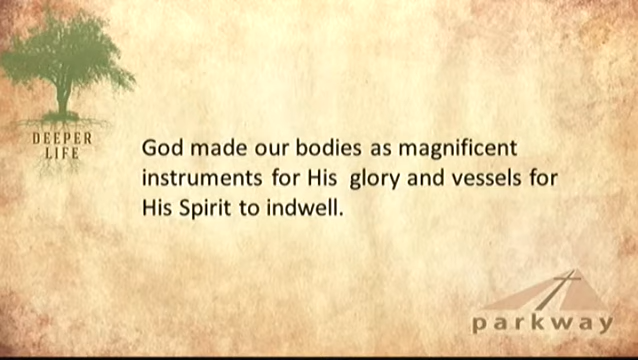 DEEPER
LIFE
God made our bodies as magnificent
instruments for His glory and vessels for
His Spirit to indwell.
parkway